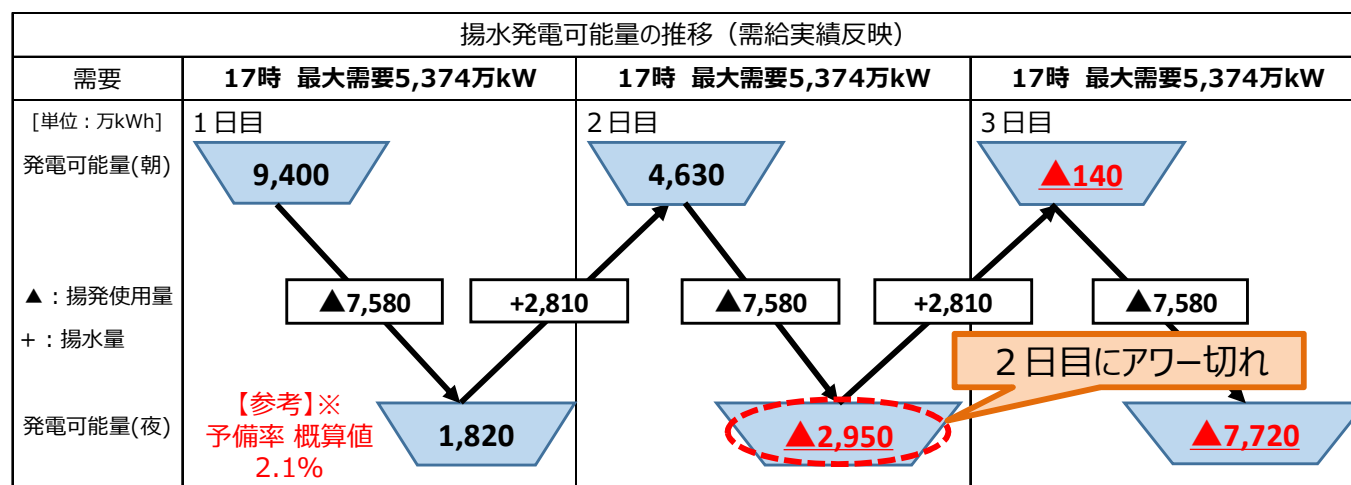 揚水発電可能量の推移（需給実績反映）
需要
17時 最大需要5,374万kW
17時 最大需要5,374万kW
17時 最大需要5,374万kW
[単位：万kWh]
１日目
２日目
３日目
発電可能量(朝)
9,400
4,630
▲140
▲：揚発使用量
＋：揚水量
▲7,580
+2,810
▲7,580
+2,810
▲7,580
２日目にアワー切れ
発電可能量(夜)
【参考】※
予備率 概算値
2.1%
1,820
▲2,950
▲7,720